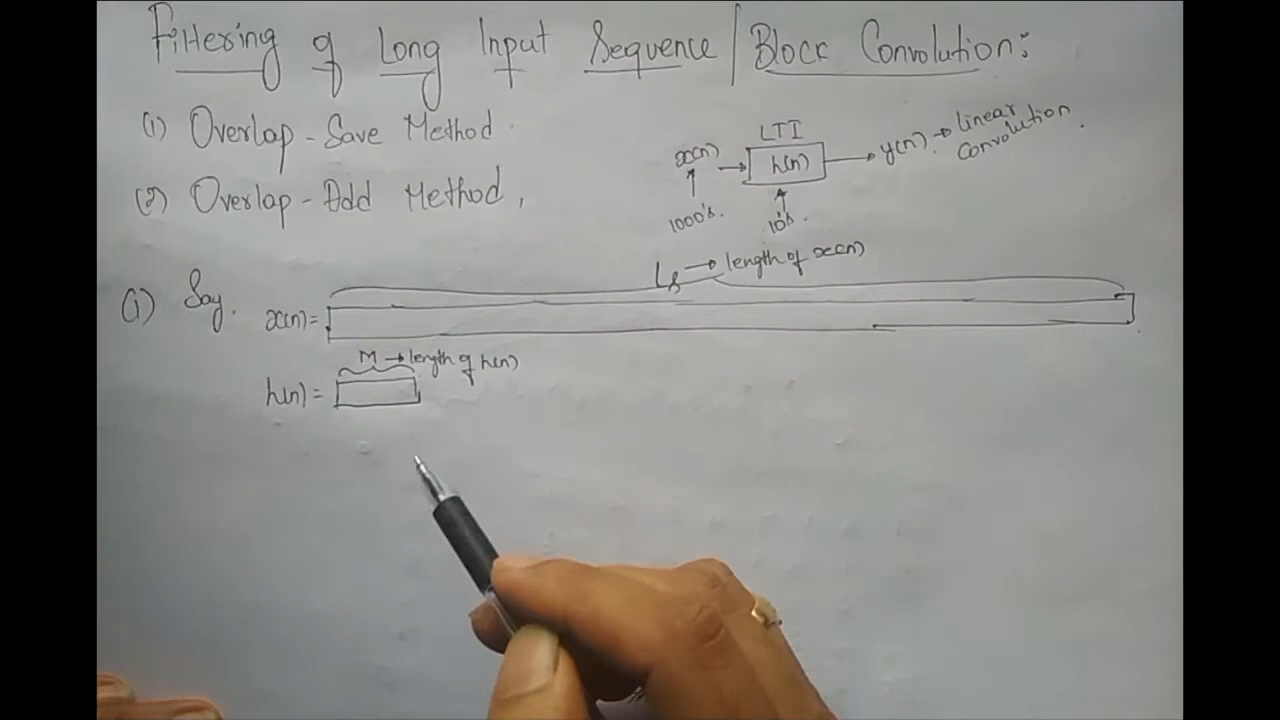 Filtering of Long Input Sequence / Block Convolution:
(1) Overlap-Save Method.
(2) Overlap-Add Method,
LTI
x(n) → h(n) → y(n) → linear convolution.
1000's. 10's.
Ls → length of x(n)
(i) Say. x(n) =
M → length of h(n)
h(n) =